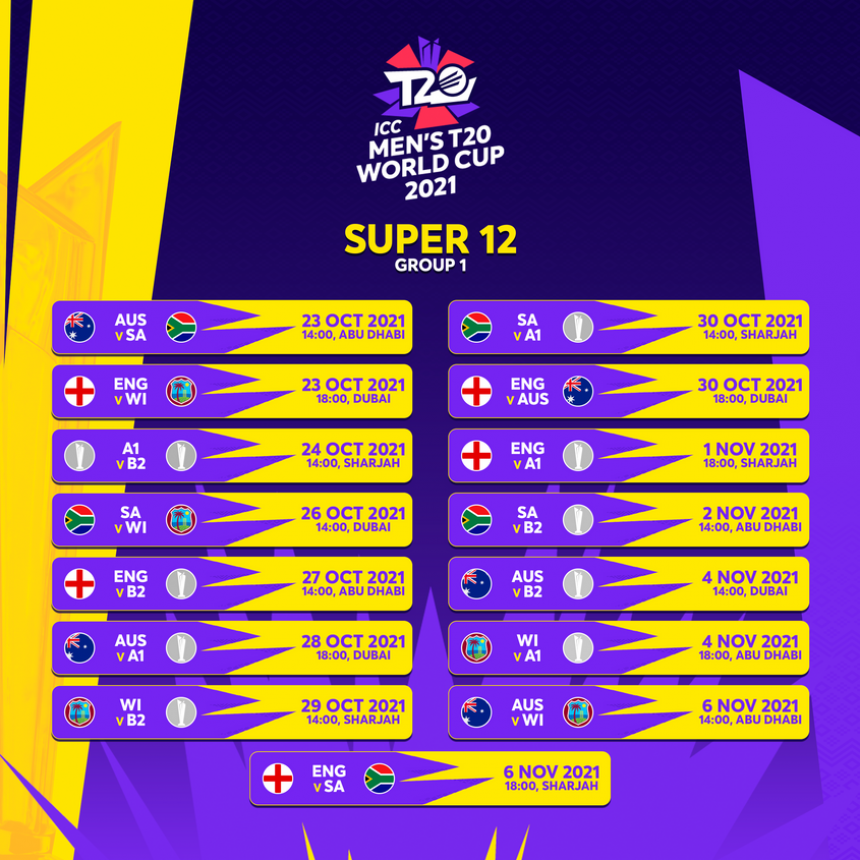 T20
ICC
MEN'S T20
WORLD CUP
2021
SUPER 12
GROUP 1
AUS
v SA
23 OCT 2021
14:00, ABU DHABI
ENG
v WI
23 OCT 2021
18:00, DUBAI
A1
v B2
24 OCT 2021
14:00, SHARJAH
SA
v WI
26 OCT 2021
14:00, DUBAI
ENG
v B2
27 OCT 2021
14:00, ABU DHABI
AUS
v A1
28 OCT 2021
18:00, DUBAI
WI
v B2
29 OCT 2021
14:00, SHARJAH
SA
v A1
30 OCT 2021
14:00, SHARJAH
ENG
v AUS
30 OCT 2021
18:00, DUBAI
ENG
v A1
1 NOV 2021
18:00, SHARJAH
SA
v B2
2 NOV 2021
14:00, ABU DHABI
AUS
v B2
4 NOV 2021
14:00, DUBAI
WI
v A1
4 NOV 2021
18:00, ABU DHABI
AUS
v WI
6 NOV 2021
14:00, ABU DHABI
ENG
v SA
6 NOV 2021
18:00, SHARJAH